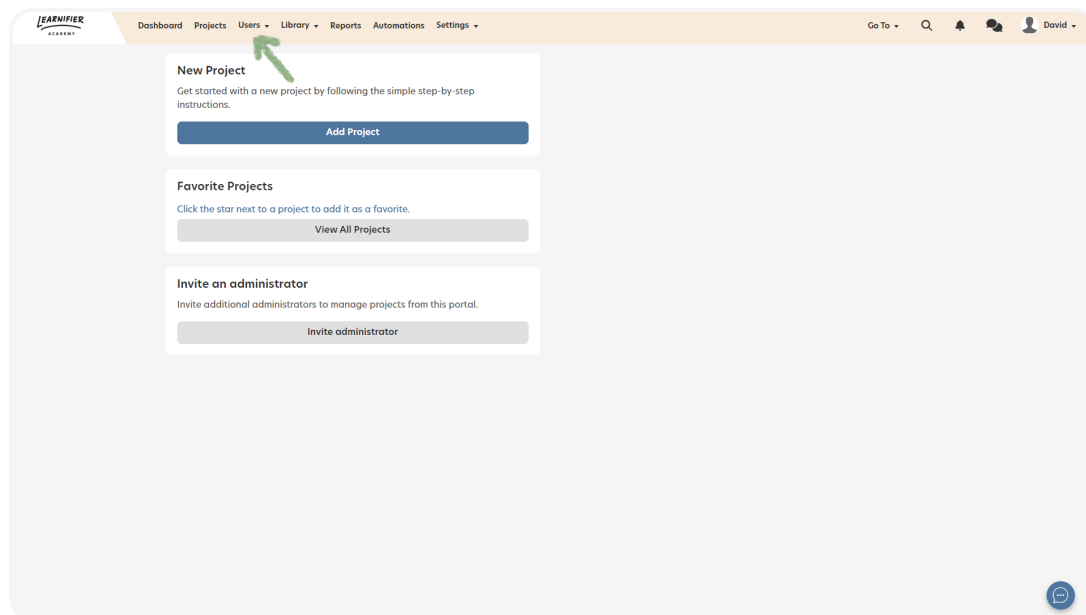 LEARNIFIER
ACADEMY
Dashboard Projects Users Library Reports Automations Settings Go To David
New Project
Get started with a new project by following the simple step-by-step
instructions.
Add Project
Favorite Projects
Click the star next to a project to add it as a favorite.
View All Projects
Invite an administrator
Invite additional administrators to manage projects from this portal.
Invite administrator